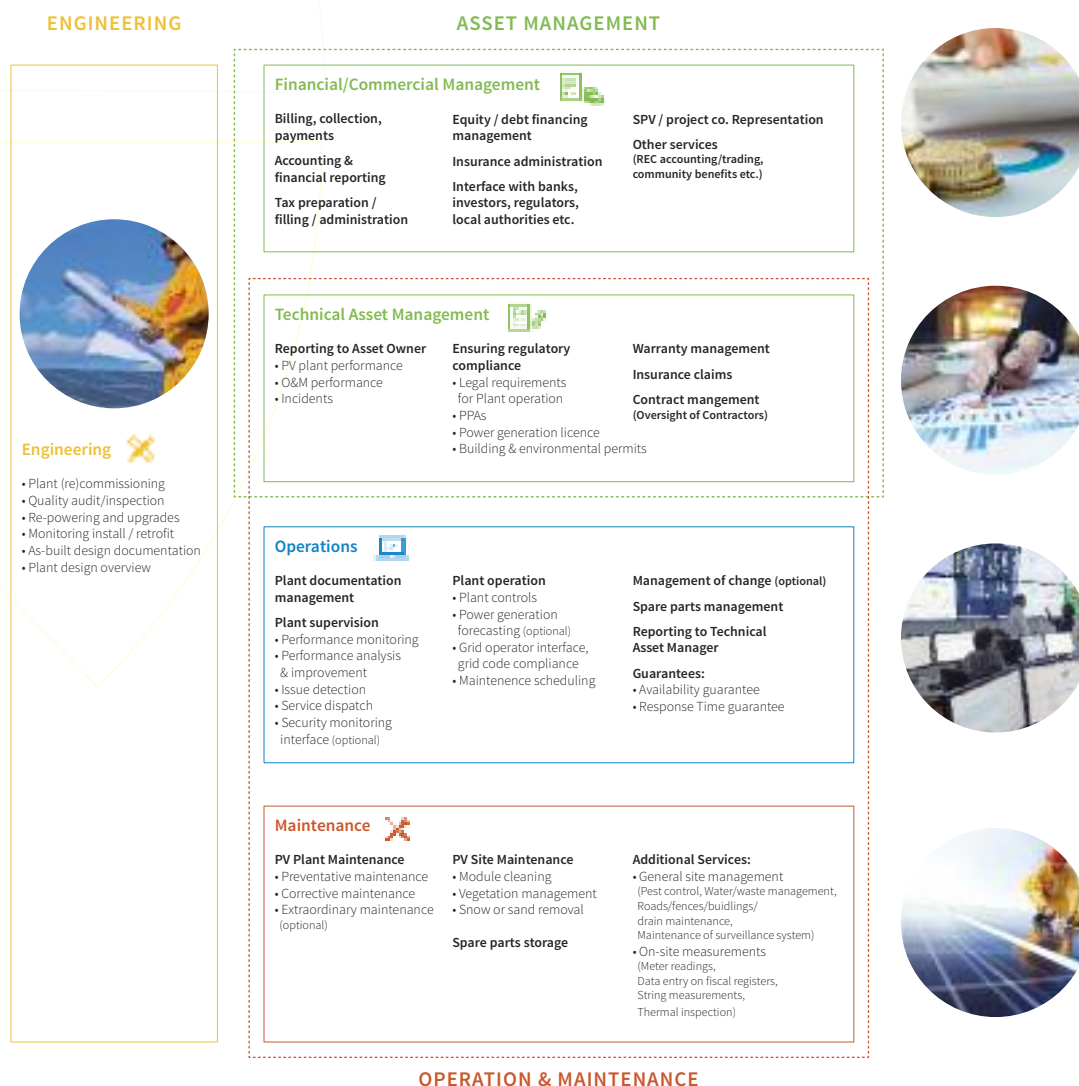 ENGINEERING
ASSET MANAGEMENT
Financial/Commercial Management
Billing, collection,
payments
Accounting &
financial reporting
Tax preparation /
filling / administration
Equity / debt financing
management
Insurance administration
Interface with banks,
investors, regulators,
local authorities etc.
SPV / project co. Representation
Other services
(REC accounting/trading,
community benefits etc.)
Technical Asset Management
Reporting to Asset Owner
• PV plant performance
• O&M performance
• Incidents
Ensuring regulatory
compliance
• Legal requirements
for Plant operation
• PPAs
• Power generation licence
• Building & environmental permits
Warranty management
Insurance claims
Contract mangement
(Oversight of Contractors)
Engineering
• Plant (re)commissioning
• Quality audit/inspection
• Re-powering and upgrades
• Monitoring install / retrofit
• As-built design documentation
• Plant design overview
Operations
Plant documentation
management
Plant supervision
• Performance monitoring
• Performance analysis
& improvement
• Issue detection
• Service dispatch
• Security monitoring
interface (optional)
Plant operation
• Plant controls
• Power generation
forecasting (optional)
• Grid operator interface,
grid code compliance
• Maintenence scheduling
Management of change (optional)
Spare parts management
Reporting to Technical
Asset Manager
Guarantees:
• Availability guarantee
• Response Time guarantee
Maintenance
PV Plant Maintenance
• Preventative maintenance
• Corrective maintenance
• Extraordinary maintenance
(optional)
PV Site Maintenance
• Module cleaning
• Vegetation management
• Snow or sand removal
Spare parts storage
Additional Services:
• General site management
(Pest control, Water/waste management,
Roads/fences/buidlings/
drain maintenance,
Maintenance of surveillance system)
• On-site measurements
(Meter readings,
Data entry on fiscal registers,
String measurements,
Thermal inspection)
OPERATION & MAINTENANCE